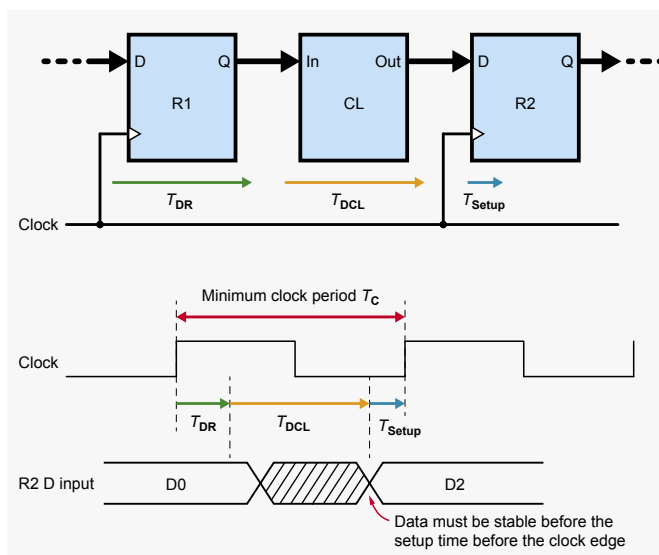 D Q In Out D Q
R1 CL R2
TDR TDCL TSetup
Clock
Minimum clock period TC
Clock
TDR TDCL TSetup
R2 D input D0 D2
Data must be stable before the
setup time before the clock edge